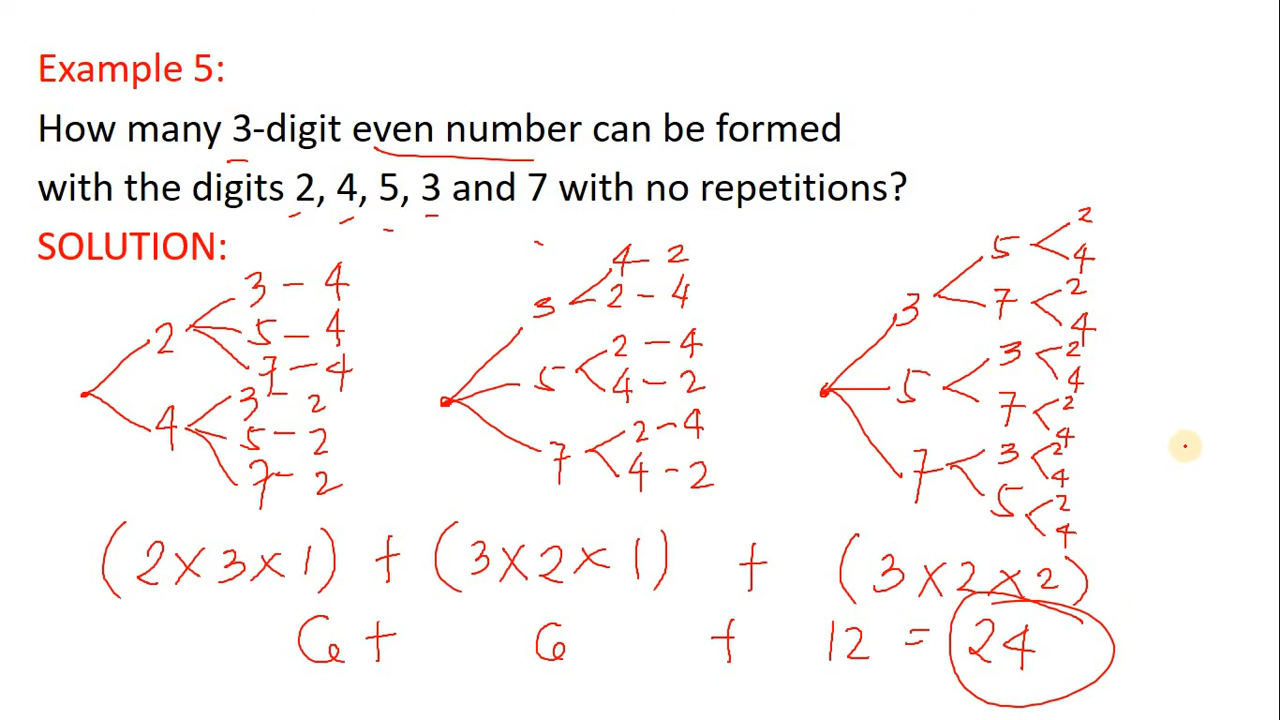 Example 5:
How many 3-digit even number can be formed
with the digits 2, 4, 5, 3 and 7 with no repetitions?
SOLUTION:
2
3 - 4
5 - 4
7 - 4
4
3 - 2
5 - 2
7 - 2
3
4 - 2
2 - 4
5
2 - 4
4 - 2
7
2 - 4
4 - 2
3
5
2
4
7
2
4
5
3
2
4
7
2
4
7
3
2
4
5
2
4
(2 × 3 × 1) + (3 × 2 × 1) + (3 × 2 × 2)
6 + 6 + 12 = 24